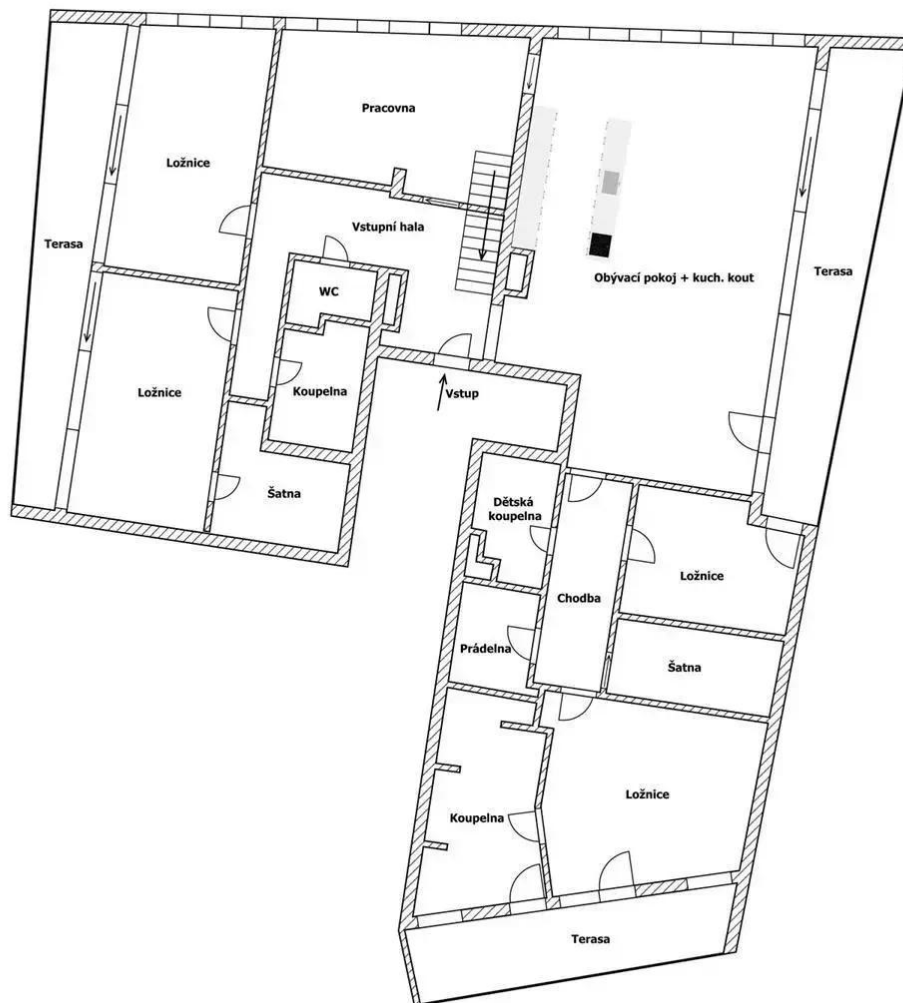 Pracovna
Ložnice
Vstupní hala
Terasa
Terasa
Obývací pokoj + kuch. kout
WC
Ložnice
Koupelna
Vstup
Šatna
Dětská
koupelna
Ložnice
Chodba
Prádelna
Šatna
Ložnice
Koupelna
Terasa